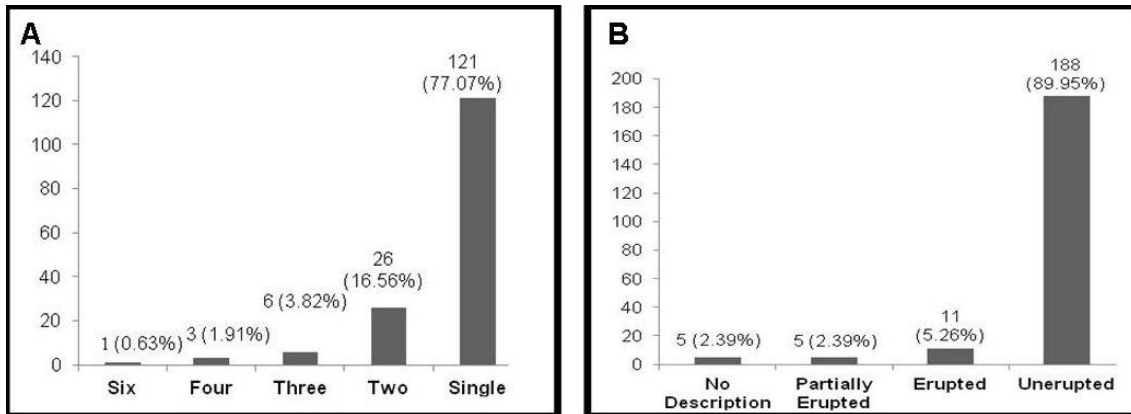 A
140
120
100
80
60
40
20
0
1 (0.63%)
3 (1.91%)
6 (3.82%)
26
(16.56%)
121
(77.07%)
Six
Four
Three
Two
Single
B
200
180
160
140
120
100
80
60
40
20
0
5 (2.39%)
5 (2.39%)
11
(5.26%)
188
(89.95%)
No
Description
Partially
Erupted
Erupted
Unerupted